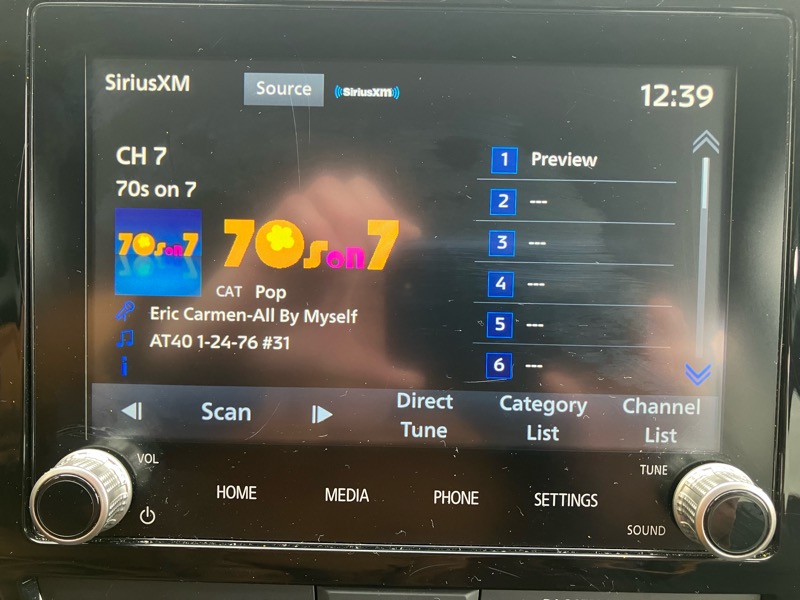 SiriusXM
Source
((SiriusXM))
12:39
CH 7
70s on 7
70s on 7
70s on 7
CAT Pop
Eric Carmen-All By Myself
AT40 1-24-76 #31
i
1 Preview
2 ---
3 ---
4 ---
5 ---
6 ---
Scan
Direct
Tune
Category
List
Channel
List
VOL
HOME
MEDIA
PHONE
SETTINGS
TUNE
SOUND